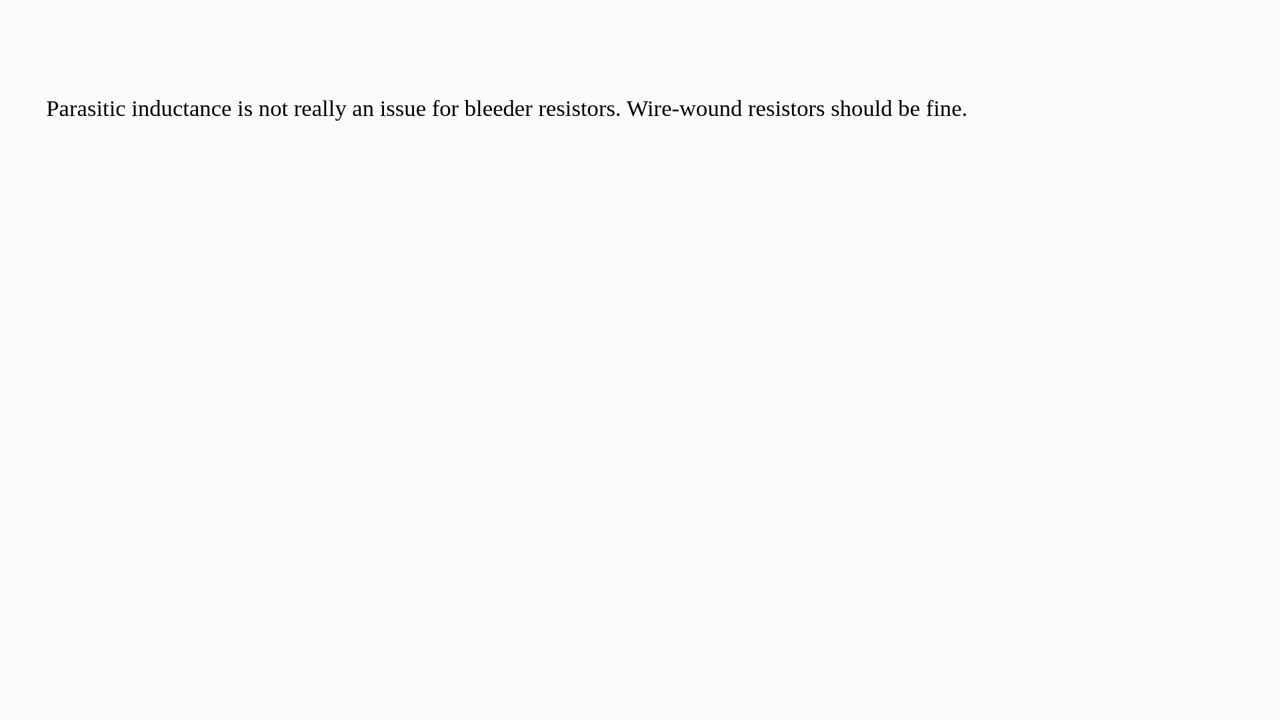 Parasitic inductance is not really an issue for bleeder resistors. Wire-wound resistors should be fine.